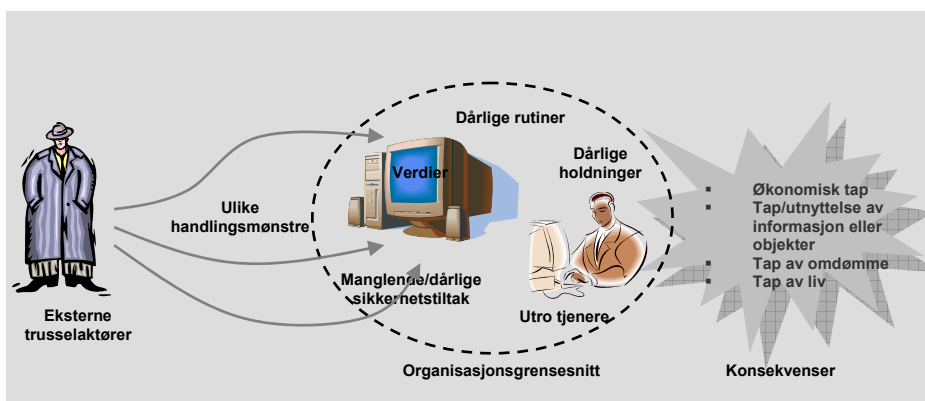 Dårlige rutiner
Dårlige
holdninger
Verdier
Ulike
handlingsmønstre
Manglende/dårlige
sikkerhetstiltak
Utro tjenere
Eksterne
trusselaktører
Organisasjonsgrensesnitt
▪ Økonomisk tap
▪ Tap/utnyttelse av
informasjon eller
objekter
▪ Tap av omdømme
▪ Tap av liv
Konsekvenser